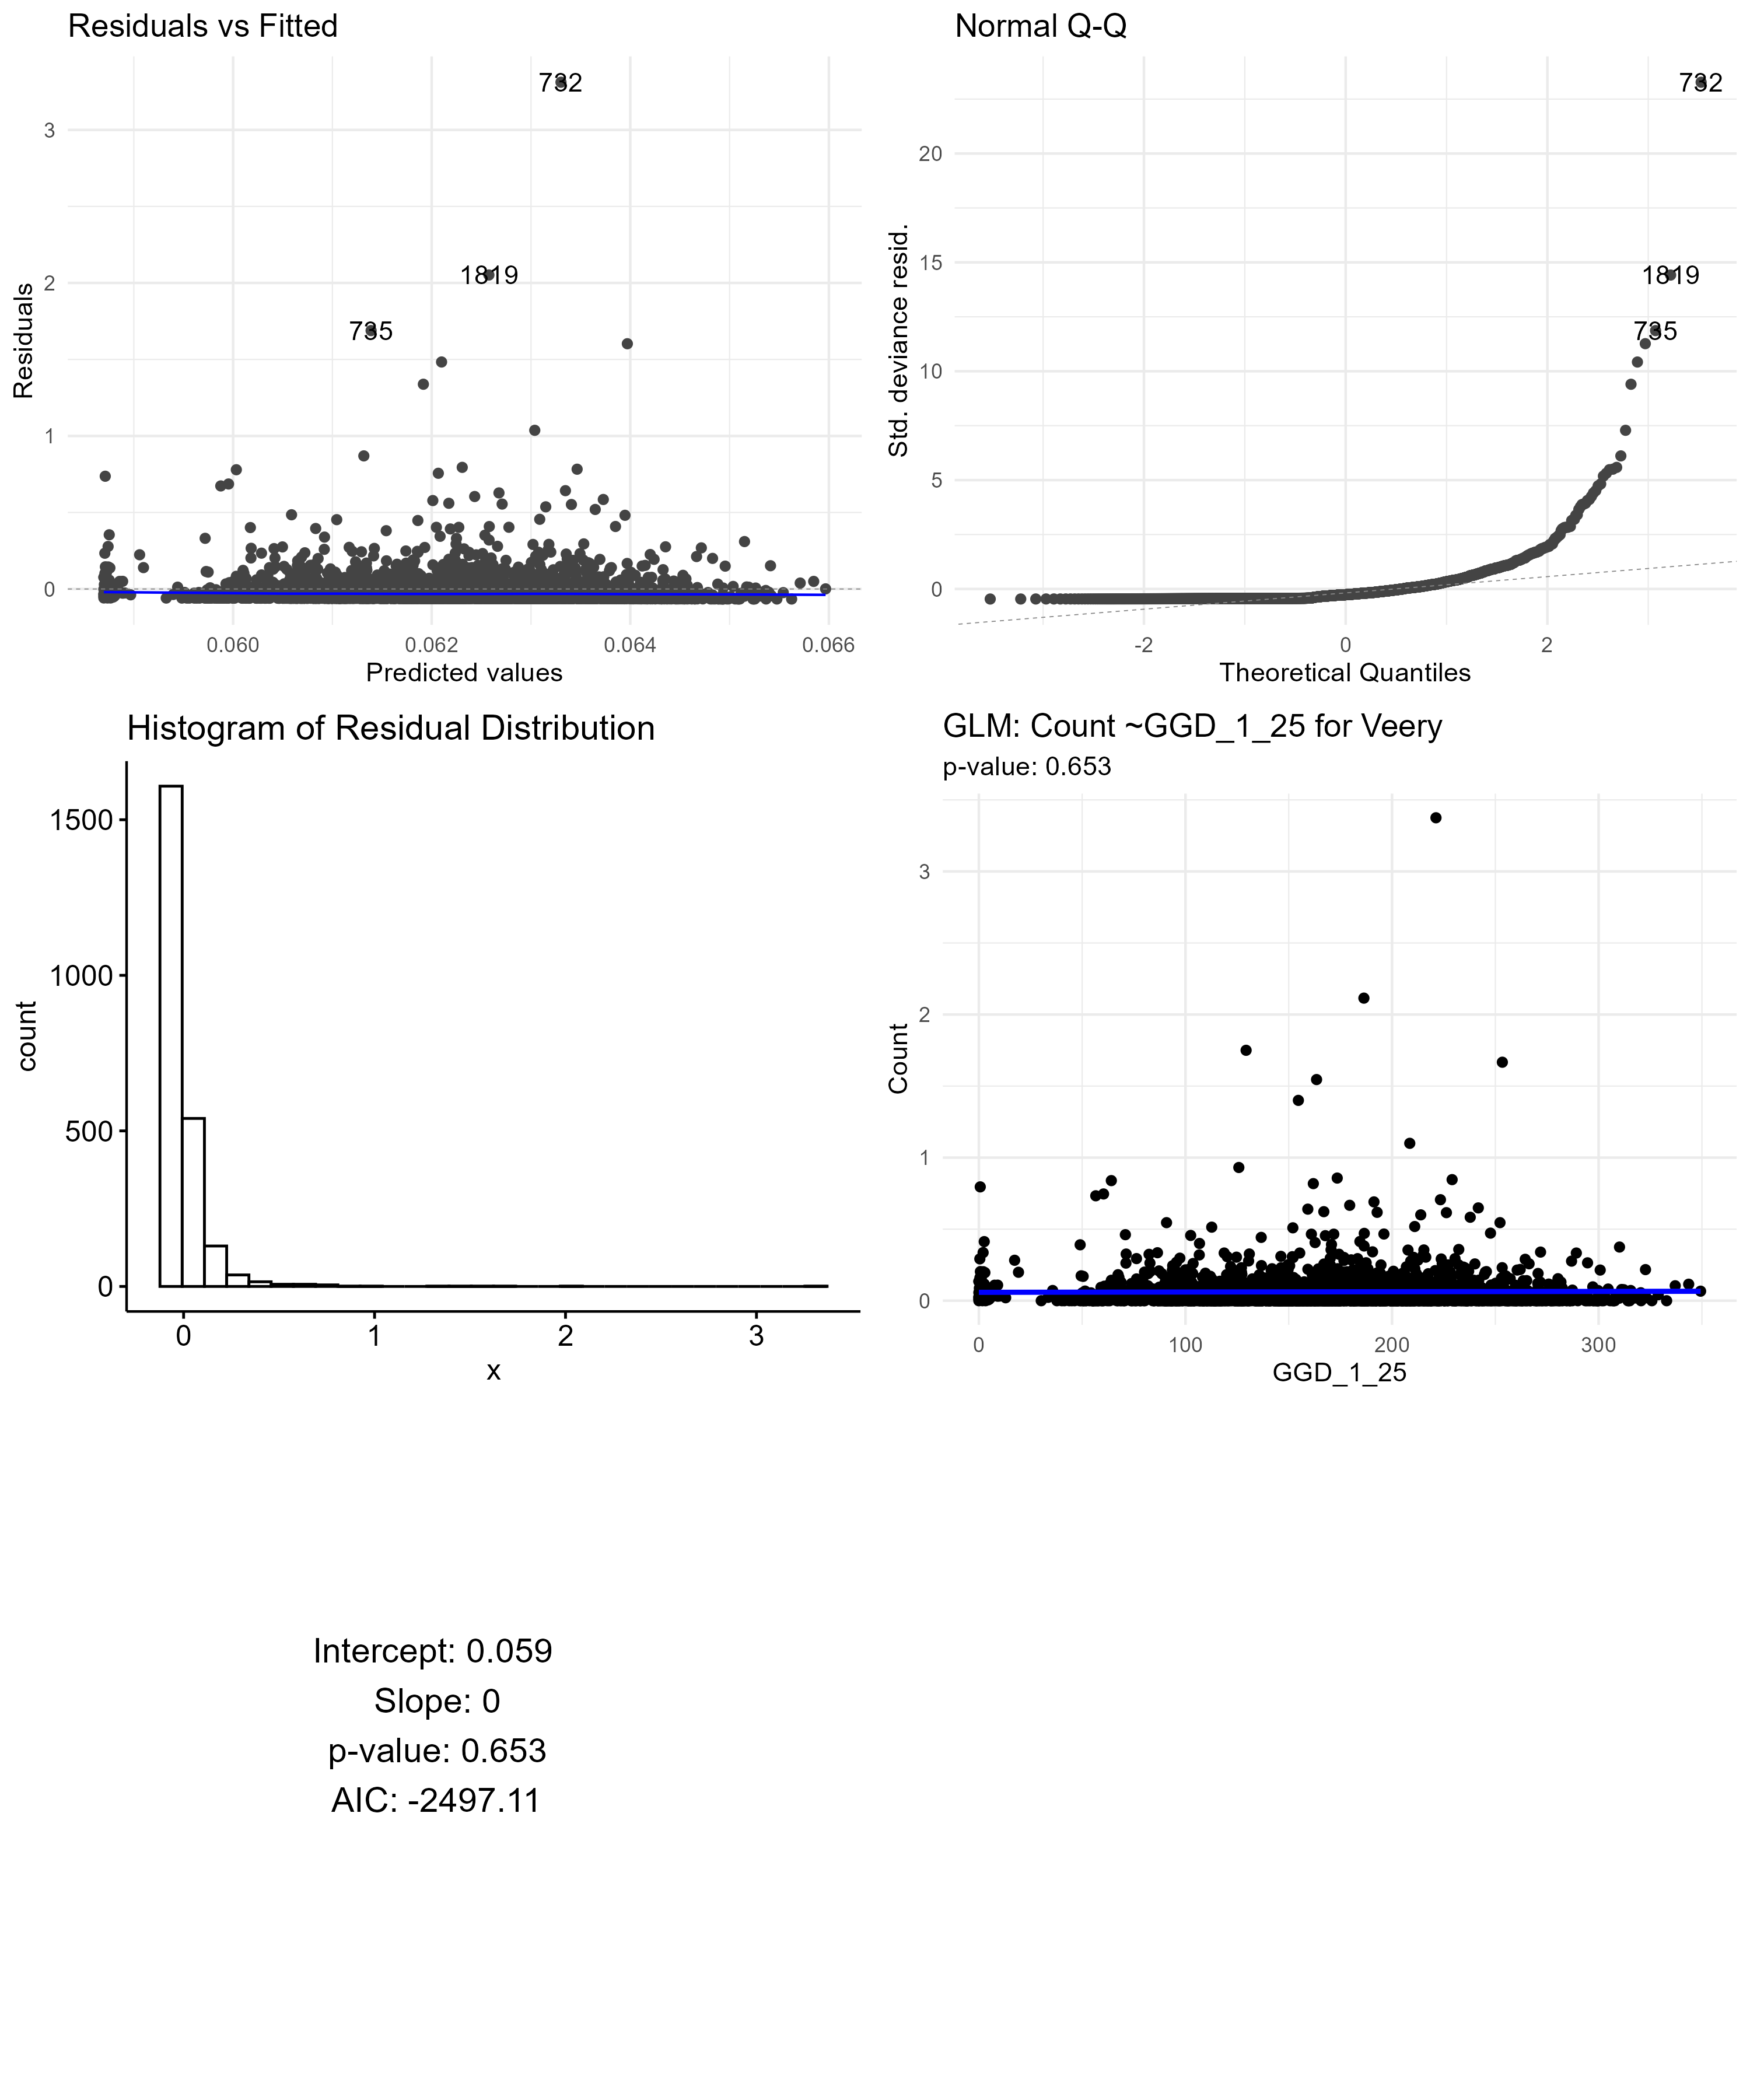 Residuals vs Fitted
732
1819
735
3
2
1
0
Residuals
0.060 0.062 0.064 0.066
Predicted values
Normal Q-Q
732
1819
735
20
15
10
5
0
Std. deviance resid.
-2 0 2
Theoretical Quantiles
Histogram of Residual Distribution
1500
1000
500
0
count
0 1 2 3
x
GLM: Count ~GGD_1_25 for Veery
p-value: 0.653
3
2
1
0
Count
0 100 200 300
GGD_1_25
Intercept: 0.059
Slope: 0
p-value: 0.653
AIC: -2497.11